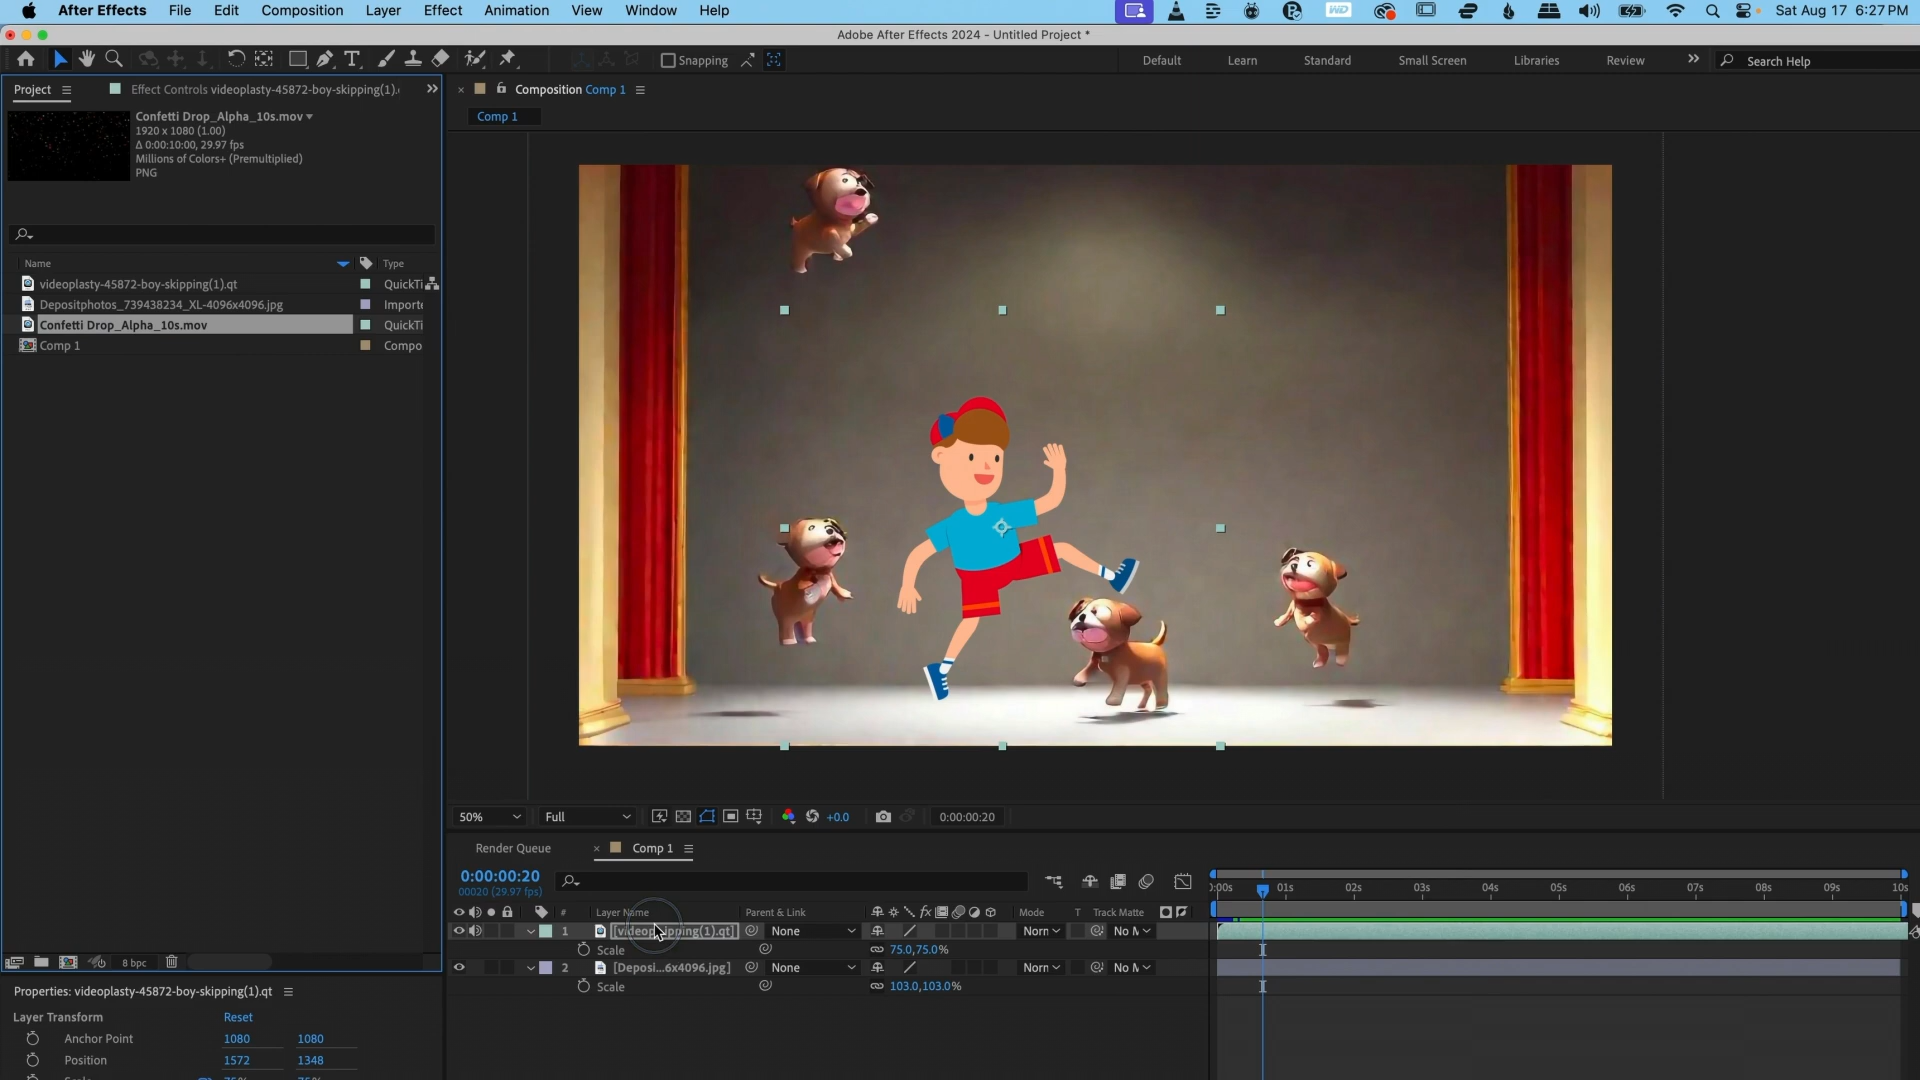 After Effects File Edit Composition Layer Effect Animation View Window Help Sat Aug 17 6:27 PM
Adobe After Effects 2024 - Untitled Project *
Snapping Default Learn Standard Small Screen Libraries Review Search Help
Project Effect Controls videoplasty-45872-boy-skipping(1).
Composition Comp 1
Comp 1
Confetti Drop_Alpha_10s.mov
1920 x 1080 (1.00)
Δ 0:00:10:00, 29.97 fps
Millions of Colors+ (Premultiplied)
PNG
Name Type
videoplasty-45872-boy-skipping(1).qt QuickTi
Depositphotos_739438234_XL-4096x4096.jpg Importe
Confetti Drop_Alpha_10s.mov QuickTi
Comp 1 Compo
8 bpc
50% Full +0.0 0:00:00:20
Render Queue Comp 1
0:00:00:20
00020 (29.97 fps)
0:00s 01s 02s 03s 04s 05s 06s 07s 08s 09s 10s
# Layer Name Parent & Link fx Mode T Track Matte
1 [videop...ipping(1).qt] None Norm No M
Scale 75.0,75.0%
2 [Deposi...6x4096.jpg] None Norm No M
Scale 103.0,103.0%
Properties: videoplasty-45872-boy-skipping(1).qt
Layer Transform Reset
Anchor Point 1080 1080
Position 1572 1348